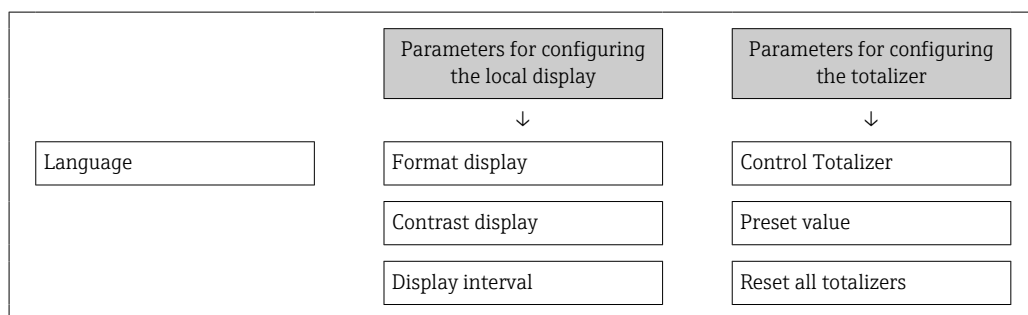 Parameters for configuring
the local display
Parameters for configuring
the totalizer
↓
↓
Language
Format display
Control Totalizer
Contrast display
Preset value
Display interval
Reset all totalizers